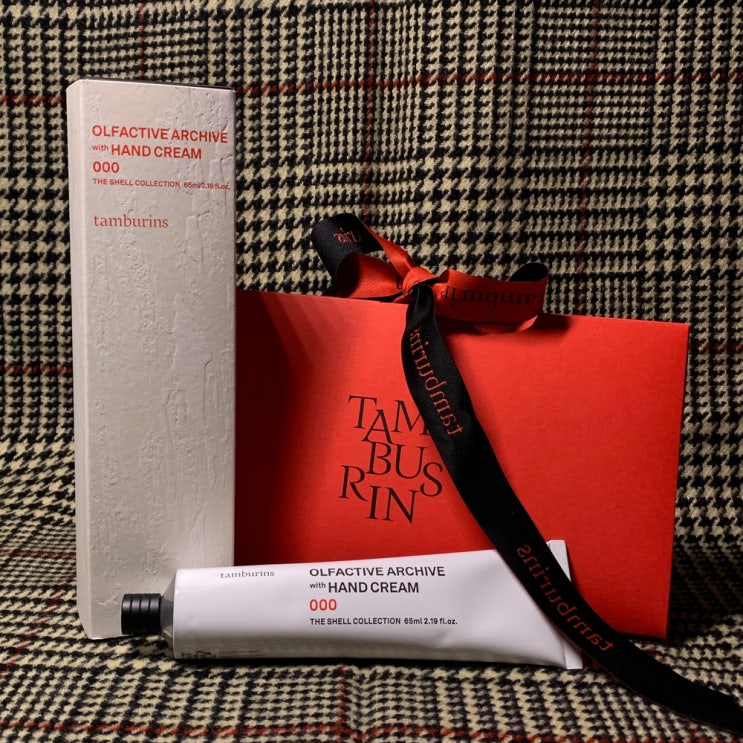 OLFACTIVE ARCHIVE
with HAND CREAM
000
THE SHELL COLLECTION 65ml 2.19 fl.oz.
tamburins
tamburins
tamburins
tamburins
TAM
BUS
RIN
tamburins
OLFACTIVE ARCHIVE
with HAND CREAM
000
THE SHELL COLLECTION 65ml 2.19 fl.oz.